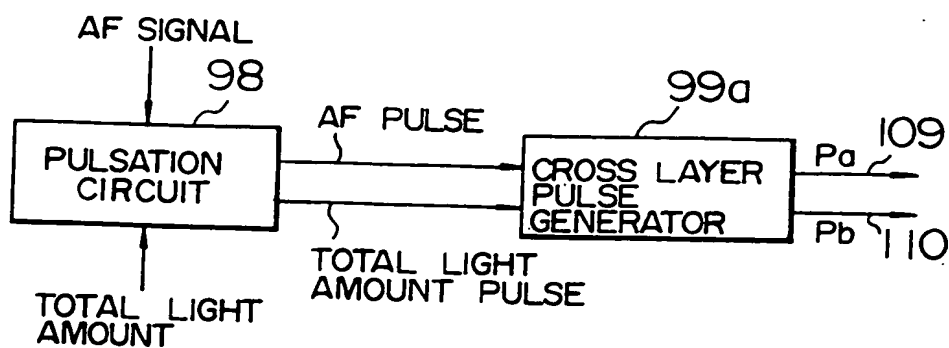 AF SIGNAL
98
PULSATION
CIRCUIT
TOTAL LIGHT
AMOUNT
AF PULSE
TOTAL LIGHT
AMOUNT PULSE
99a
CROSS LAYER
PULSE
GENERATOR
Pa
109
Pb
110